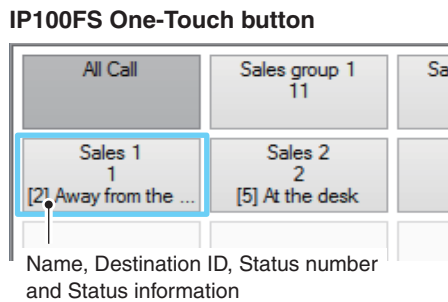 IP100FS One-Touch button
All Call
Sales group 1
11
Sa
Sales 1
1
[2] Away from the ...
Sales 2
2
[5] At the desk
Name, Destination ID, Status number
and Status information